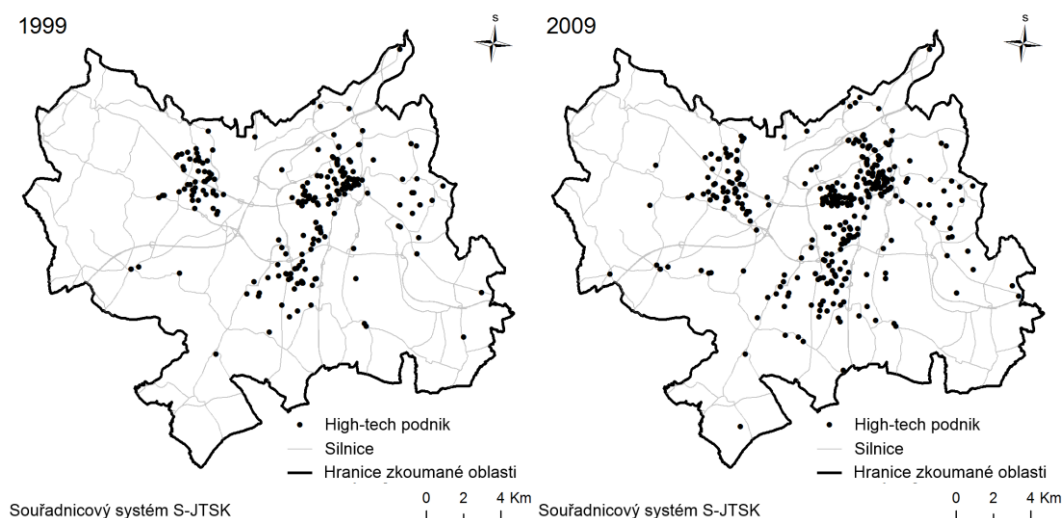 1999
S
High-tech podnik
Silnice
Hranice zkoumané oblasti
Souřadnicový systém S-JTSK
0 2 4 Km
2009
S
High-tech podnik
Silnice
Hranice zkoumané oblasti
Souřadnicový systém S-JTSK
0 2 4 Km